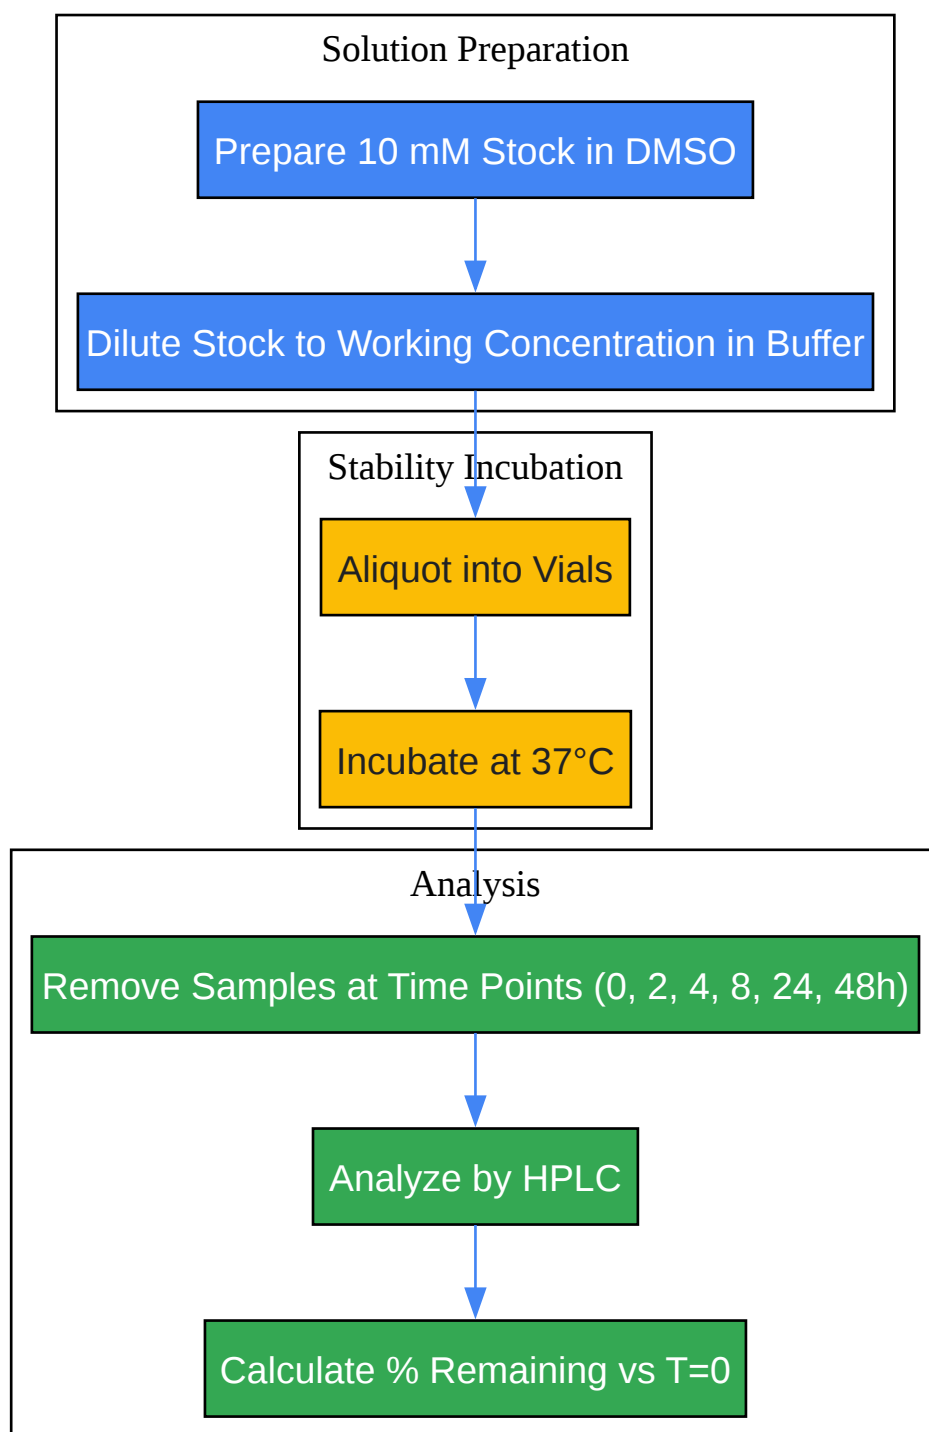 Solution Preparation
Prepare 10 mM Stock in DMSO
Dilute Stock to Working Concentration in Buffer
Stability Incubation
Aliquot into Vials
Incubate at 37°C
Analysis
Remove Samples at Time Points (0, 2, 4, 8, 24, 48h)
Analyze by HPLC
Calculate % Remaining vs T=0